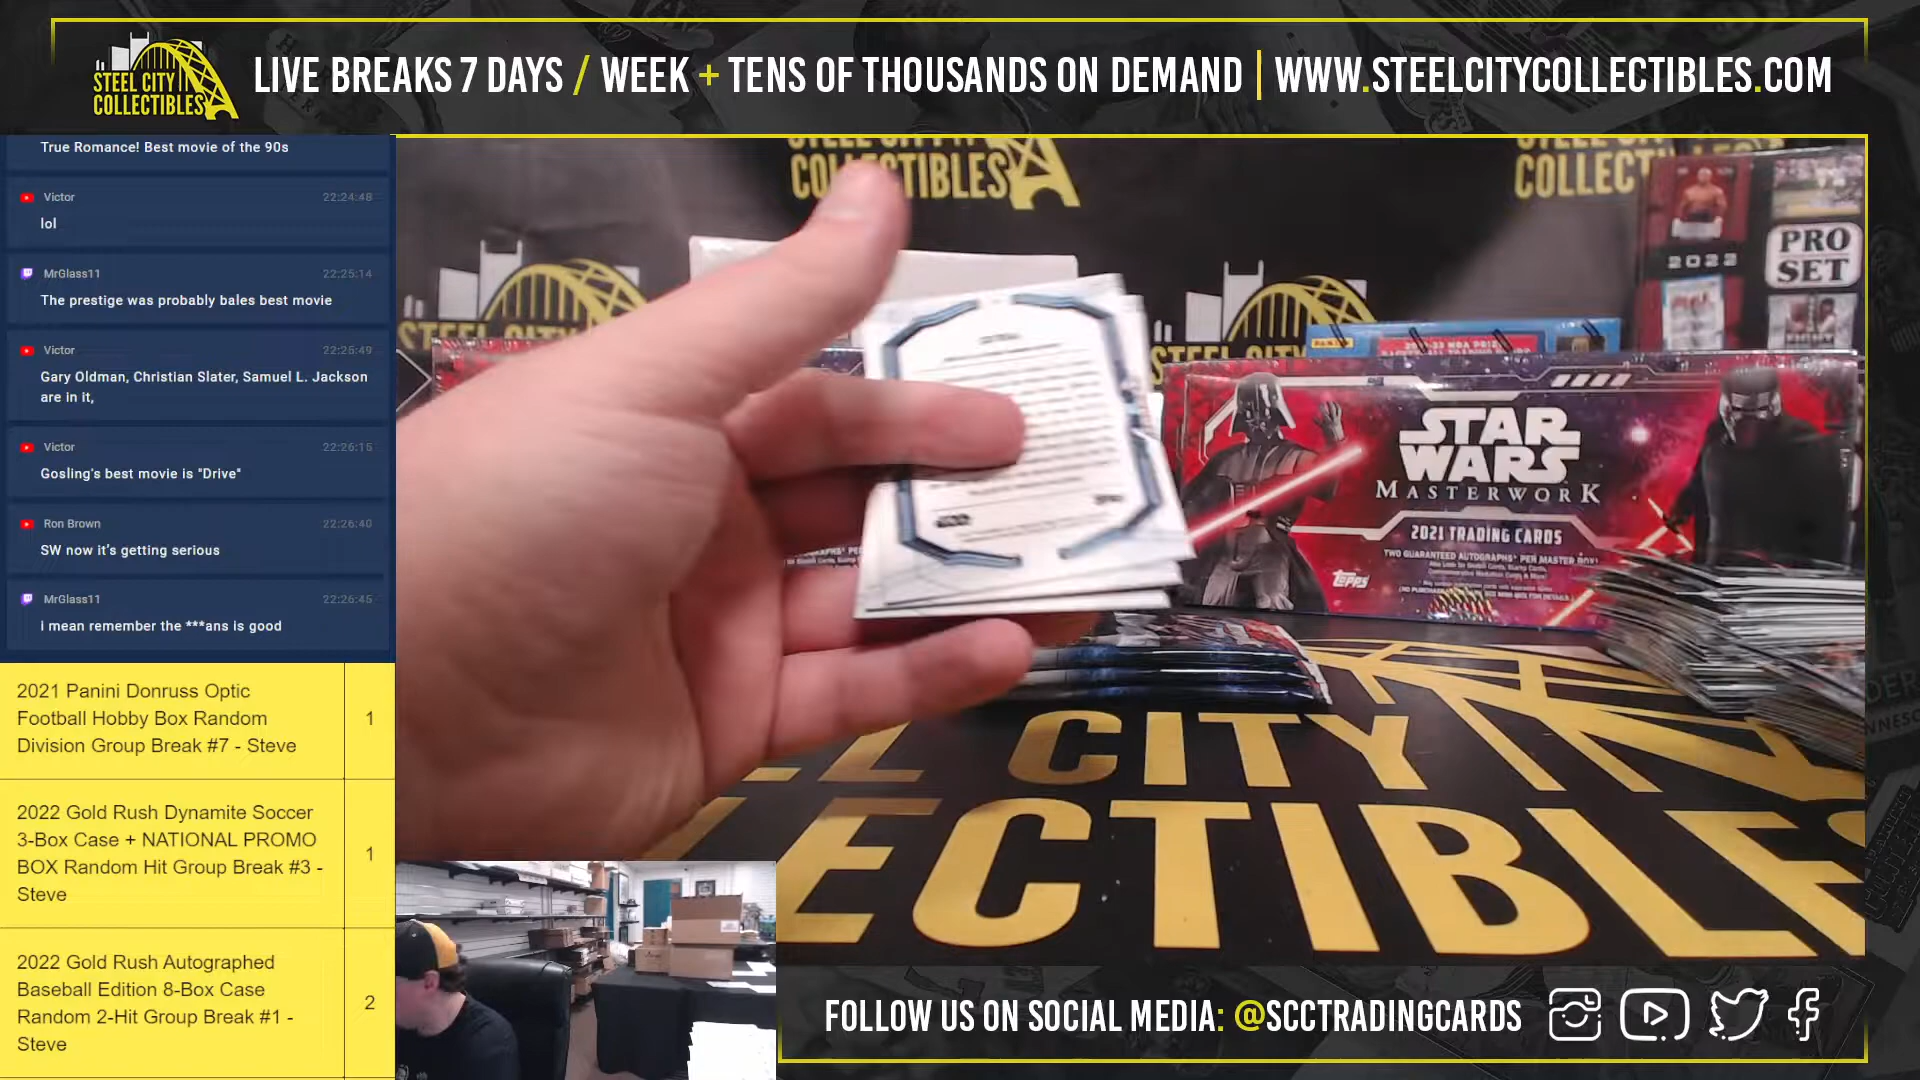 STEEL CITY
COLLECTIBLES
LIVE BREAKS 7 DAYS / WEEK + TENS OF THOUSANDS ON DEMAND | WWW.STEELCITYCOLLECTIBLES.COM
True Romance! Best movie of the 90s
Victor 22:24:48
lol
MrGlass11 22:25:14
The prestige was probably bales best movie
Victor 22:25:49
Gary Oldman, Christian Slater, Samuel L. Jackson
are in it,
Victor 22:26:15
Gosling's best movie is "Drive"
Ron Brown 22:26:40
SW now it's getting serious
MrGlass11 22:26:45
i mean remember the ***ans is good
2021 Panini Donruss Optic
Football Hobby Box Random
Division Group Break #7 - Steve
1
2022 Gold Rush Dynamite Soccer
3-Box Case + NATIONAL PROMO
BOX Random Hit Group Break #3 -
Steve
1
2022 Gold Rush Autographed
Baseball Edition 8-Box Case
Random 2-Hit Group Break #1 -
Steve
2
COLLECTIBLES
COLLECT
STEEL CITY
STEEL CITY
2022
PRO
SET
PANINI
STAR
WARS
MASTERWORK
2021 TRADING CARDS
TWO GUARANTEED AUTOGRAPHS* PER MASTER BOX!
TOPPS
L CITY
LECTIBLES
FOLLOW US ON SOCIAL MEDIA: @SCCTRADINGCARDS